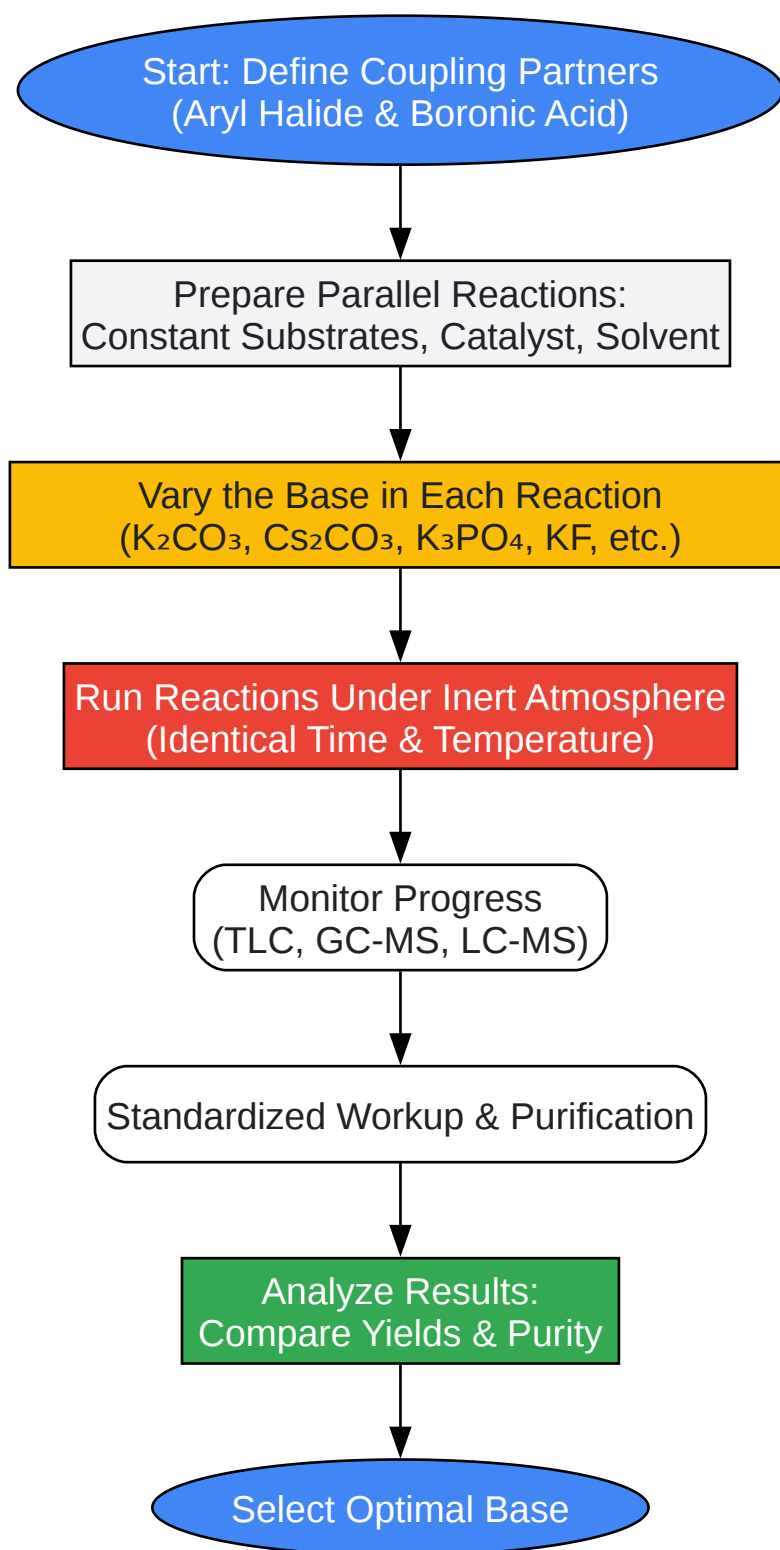 Start: Define Coupling Partners
(Aryl Halide & Boronic Acid)
Prepare Parallel Reactions:
Constant Substrates, Catalyst, Solvent
Vary the Base in Each Reaction
(K₂CO₃, Cs₂CO₃, K₃PO₄, KF, etc.)
Run Reactions Under Inert Atmosphere
(Identical Time & Temperature)
Monitor Progress
(TLC, GC-MS, LC-MS)
Standardized Workup & Purification
Analyze Results:
Compare Yields & Purity
Select Optimal Base